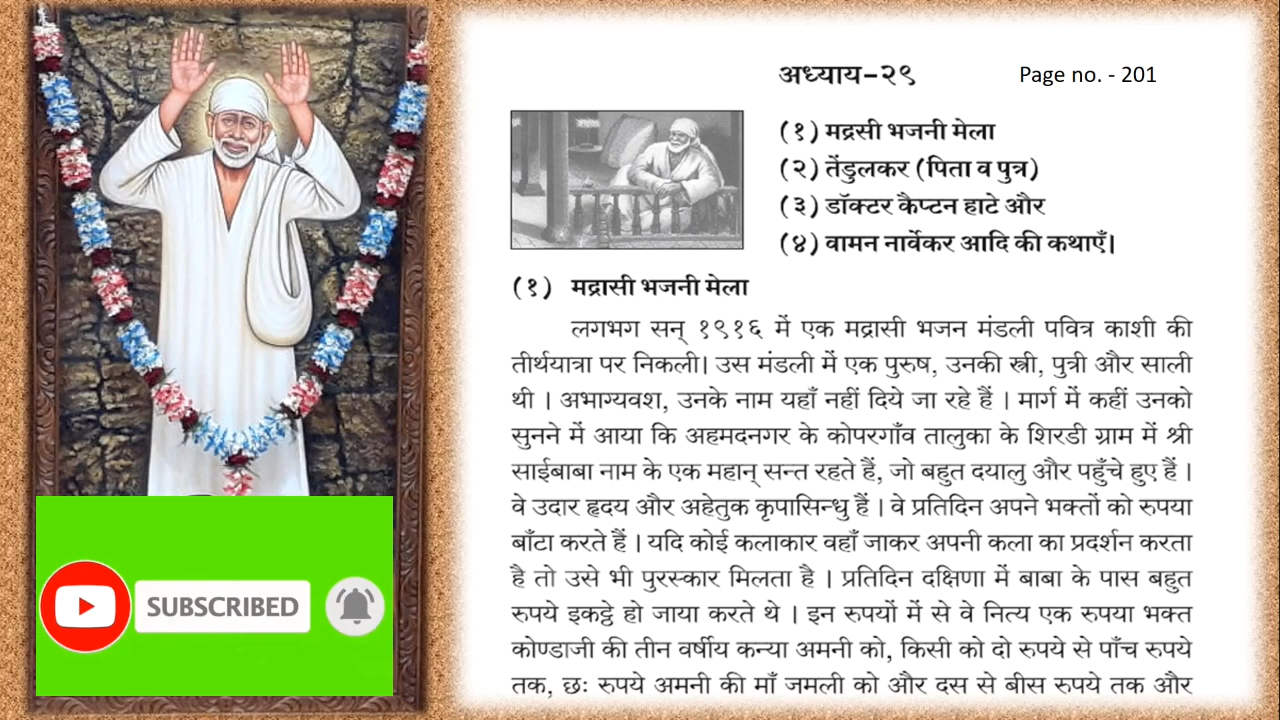 अध्याय-२९
Page no. - 201
(१) मद्रसी भजनी मेला
(२) तेंडुलकर (पिता व पुत्र)
(३) डॉक्टर कैप्टन हाटे और
(४) वामन नार्वेकर आदि की कथाएँ।
(१) मद्रासी भजनी मेला
लगभग सन् १९१६ में एक मद्रासी भजन मंडली पवित्र काशी की
तीर्थयात्रा पर निकली। उस मंडली में एक पुरुष, उनकी स्त्री, पुत्री और साली
थी । अभाग्यवश, उनके नाम यहाँ नहीं दिये जा रहे हैं । मार्ग में कहीं उनको
सुनने में आया कि अहमदनगर के कोपरगाँव तालुका के शिरडी ग्राम में श्री
साईबाबा नाम के एक महान् सन्त रहते हैं, जो बहुत दयालु और पहुँचे हुए हैं ।
वे उदार हृदय और अहेतुक कृपासिन्धु हैं । वे प्रतिदिन अपने भक्तों को रुपया
बाँटा करते हैं । यदि कोई कलाकार वहाँ जाकर अपनी कला का प्रदर्शन करता
है तो उसे भी पुरस्कार मिलता है । प्रतिदिन दक्षिणा में बाबा के पास बहुत
रुपये इकट्ठे हो जाया करते थे । इन रुपयों में से वे नित्य एक रुपया भक्त
कोण्डाजी की तीन वर्षीय कन्या अमनी को, किसी को दो रुपये से पाँच रुपये
तक, छः रुपये अमनी की माँ जमली को और दस से बीस रुपये तक और
SUBSCRIBED